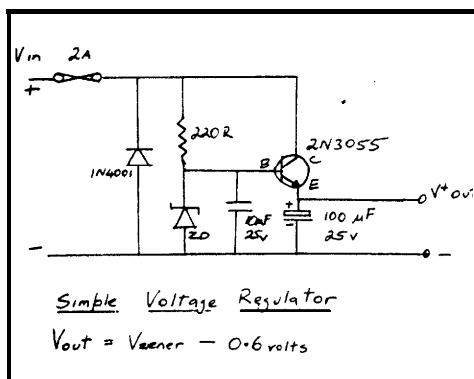 Vin 2A
+
220R
2N3055
B
C
E
1N4001
V+ out
ZD
10µF
25v
+
100 µF
-
25v
-
-
Simple Voltage Regulator
Vout = Vzener - 0.6 volts